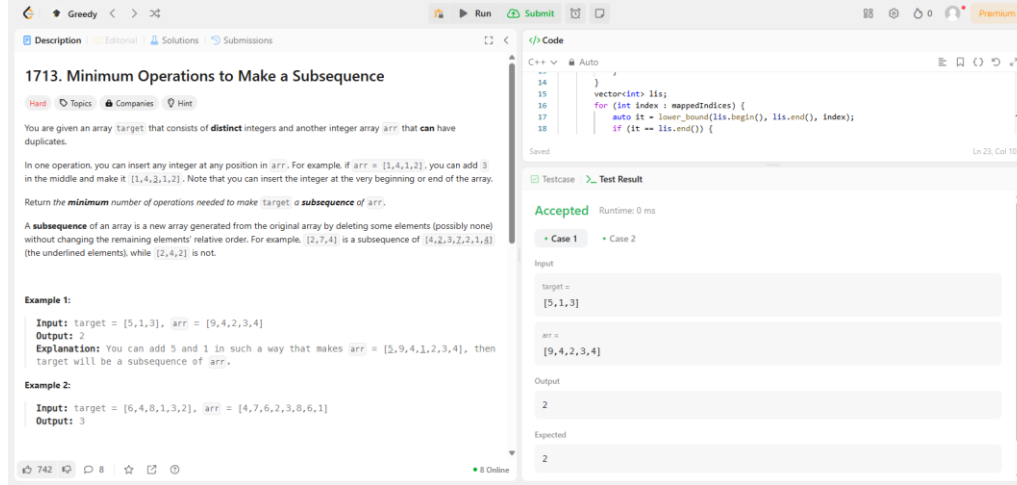 Greedy
Run
Submit
0
Premium
Description
Editorial
Solutions
Submissions
</> Code
1713. Minimum Operations to Make a Subsequence
C++
Auto
Hard
Topics
Companies
Hint
14 }
15 vector<int> lis;
16 for (int index : mappedIndices) {
17 auto it = lower_bound(lis.begin(), lis.end(), index);
18 if (it == lis.end()) {
Saved
You are given an array target that consists of distinct integers and another integer array arr that can have
duplicates.
In one operation, you can insert any integer at any position in arr. For example, if arr = [1,4,1,2], you can add 3
in the middle and make it [1,4,3,1,2]. Note that you can insert the integer at the very beginning or end of the array.
Return the minimum number of operations needed to make target a subsequence of arr.
A subsequence of an array is a new array generated from the original array by deleting some elements (possibly none)
without changing the remaining elements' relative order. For example, [2,7,4] is a subsequence of [4,2,3,7,2,1,4]
(the underlined elements), while [2,4,2] is not.
Example 1:
Input: target = [5,1,3], arr = [9,4,2,3,4]
Output: 2
Explanation: You can add 5 and 1 in such a way that makes arr = [5,9,4,1,2,3,4], then
target will be a subsequence of arr.
Example 2:
Input: target = [6,4,8,1,3,2], arr = [4,7,6,2,3,8,6,1]
Output: 3
742
8
8 Online
Testcase
Test Result
Accepted
Runtime: 0 ms
Case 1
Case 2
Input
target =
[5,1,3]
arr =
[9,4,2,3,4]
Output
2
Expected
2